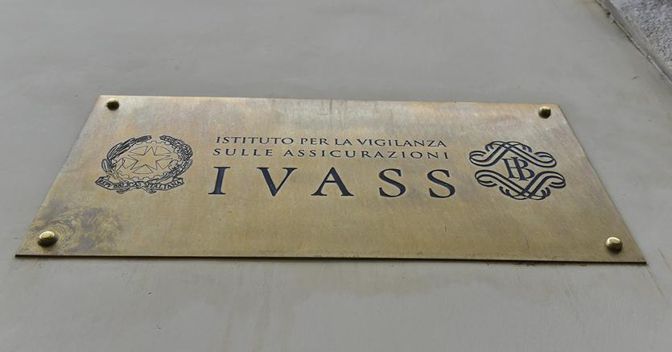 ISTITUTO PER LA VIGILANZA
SULLE ASSICURAZIONI
IVASS